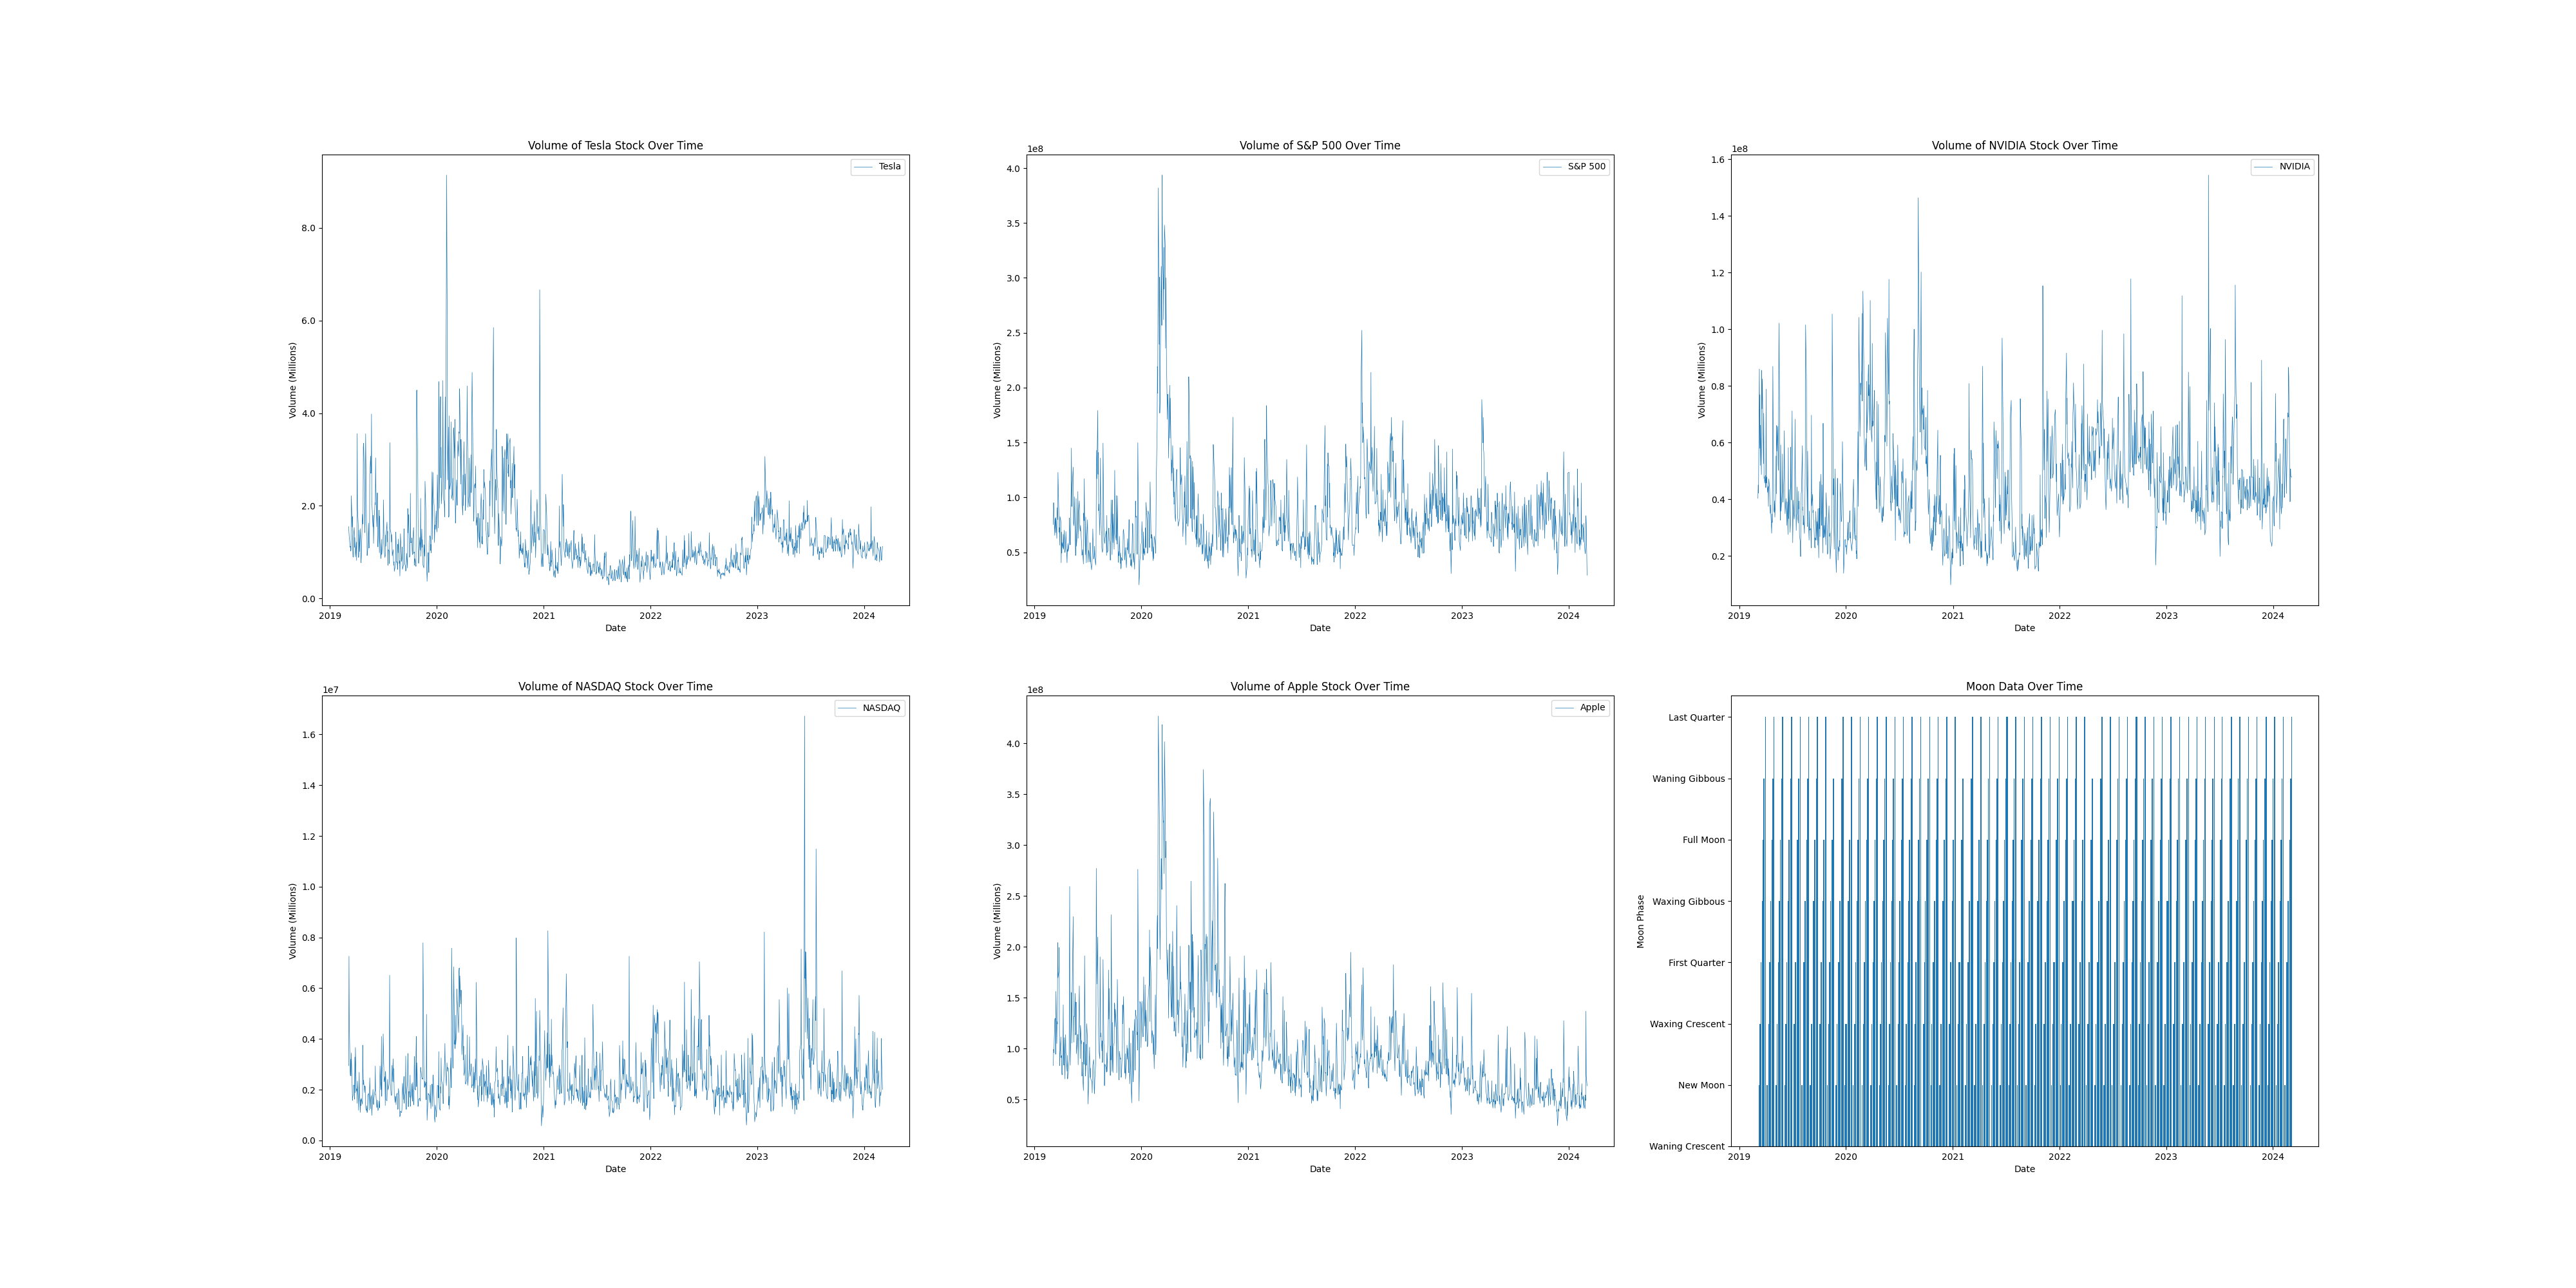 Volume of Tesla Stock Over Time
Tesla
Volume (Millions)
8.0
6.0
4.0
2.0
0.0
2019 2020 2021 2022 2023 2024
Date
Volume of S&P 500 Over Time
1e8
S&P 500
Volume (Millions)
4.0
3.5
3.0
2.5
2.0
1.5
1.0
0.5
2019 2020 2021 2022 2023 2024
Date
Volume of NVIDIA Stock Over Time
1e8
NVIDIA
Volume (Millions)
1.6
1.4
1.2
1.0
0.8
0.6
0.4
0.2
2019 2020 2021 2022 2023 2024
Date
Volume of NASDAQ Stock Over Time
1e7
NASDAQ
Volume (Millions)
1.6
1.4
1.2
1.0
0.8
0.6
0.4
0.2
0.0
2019 2020 2021 2022 2023 2024
Date
Volume of Apple Stock Over Time
1e8
Apple
Volume (Millions)
4.0
3.5
3.0
2.5
2.0
1.5
1.0
0.5
2019 2020 2021 2022 2023 2024
Date
Moon Data Over Time
Moon Phase
Last Quarter
Waning Gibbous
Full Moon
Waxing Gibbous
First Quarter
Waxing Crescent
New Moon
Waning Crescent
2019 2020 2021 2022 2023 2024
Date